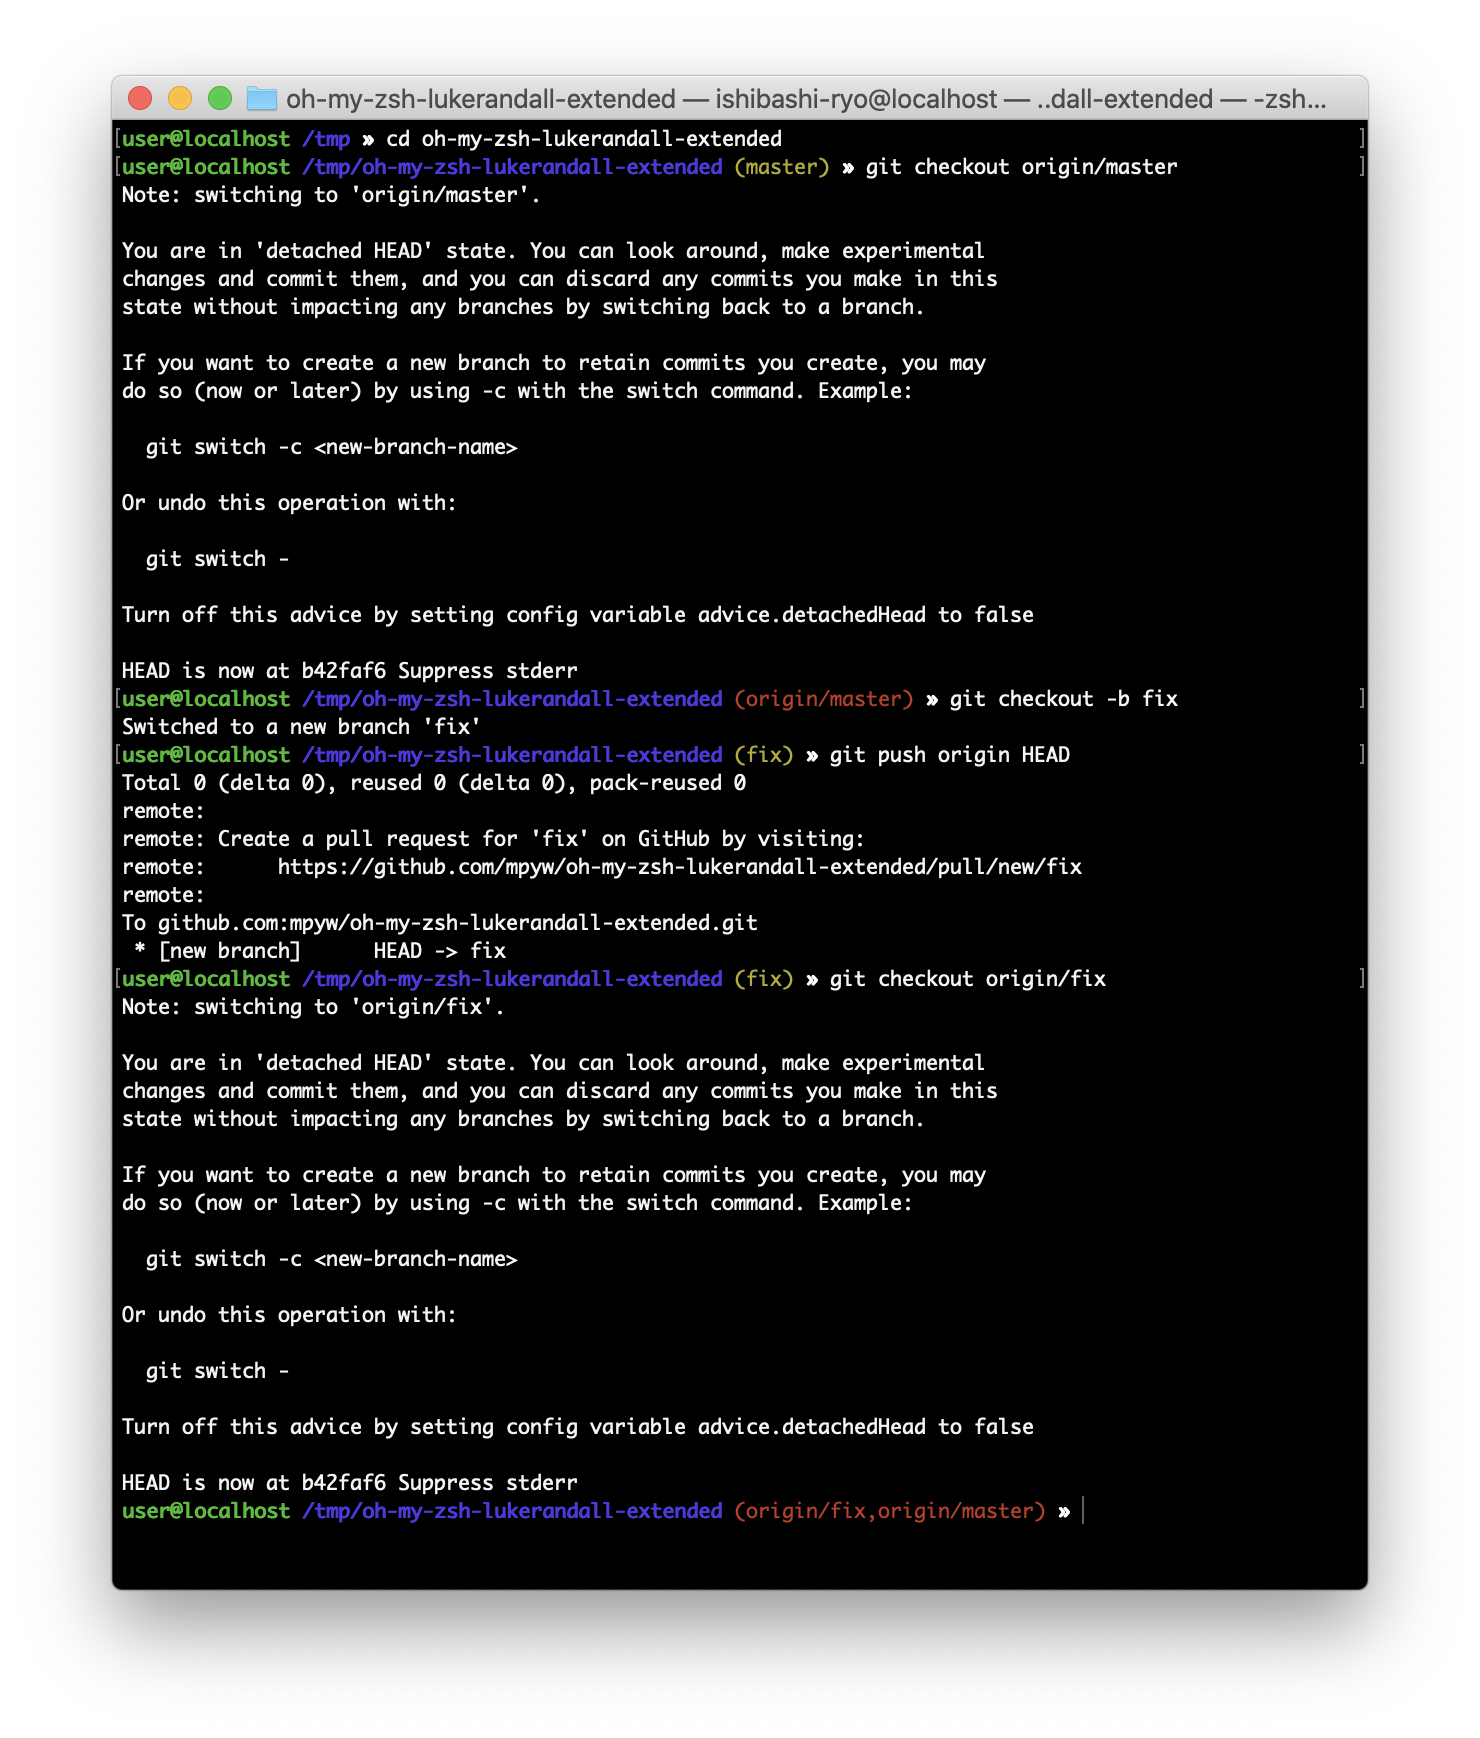 oh-my-zsh-lukerandall-extended — ishibashi-ryo@localhost — ..dall-extended — -zsh...
[user@localhost /tmp » cd oh-my-zsh-lukerandall-extended ]
[user@localhost /tmp/oh-my-zsh-lukerandall-extended (master) » git checkout origin/master ]
Note: switching to 'origin/master'.

You are in 'detached HEAD' state. You can look around, make experimental
changes and commit them, and you can discard any commits you make in this
state without impacting any branches by switching back to a branch.

If you want to create a new branch to retain commits you create, you may
do so (now or later) by using -c with the switch command. Example:

  git switch -c <new-branch-name>

Or undo this operation with:

  git switch -

Turn off this advice by setting config variable advice.detachedHead to false

HEAD is now at b42faf6 Suppress stderr
[user@localhost /tmp/oh-my-zsh-lukerandall-extended (origin/master) » git checkout -b fix ]
Switched to a new branch 'fix'
[user@localhost /tmp/oh-my-zsh-lukerandall-extended (fix) » git push origin HEAD ]
Total 0 (delta 0), reused 0 (delta 0), pack-reused 0
remote:
remote: Create a pull request for 'fix' on GitHub by visiting:
remote:      https://github.com/mpyw/oh-my-zsh-lukerandall-extended/pull/new/fix
remote:
To github.com:mpyw/oh-my-zsh-lukerandall-extended.git
 * [new branch]      HEAD -> fix
[user@localhost /tmp/oh-my-zsh-lukerandall-extended (fix) » git checkout origin/fix ]
Note: switching to 'origin/fix'.

You are in 'detached HEAD' state. You can look around, make experimental
changes and commit them, and you can discard any commits you make in this
state without impacting any branches by switching back to a branch.

If you want to create a new branch to retain commits you create, you may
do so (now or later) by using -c with the switch command. Example:

  git switch -c <new-branch-name>

Or undo this operation with:

  git switch -

Turn off this advice by setting config variable advice.detachedHead to false

HEAD is now at b42faf6 Suppress stderr
user@localhost /tmp/oh-my-zsh-lukerandall-extended (origin/fix,origin/master) »